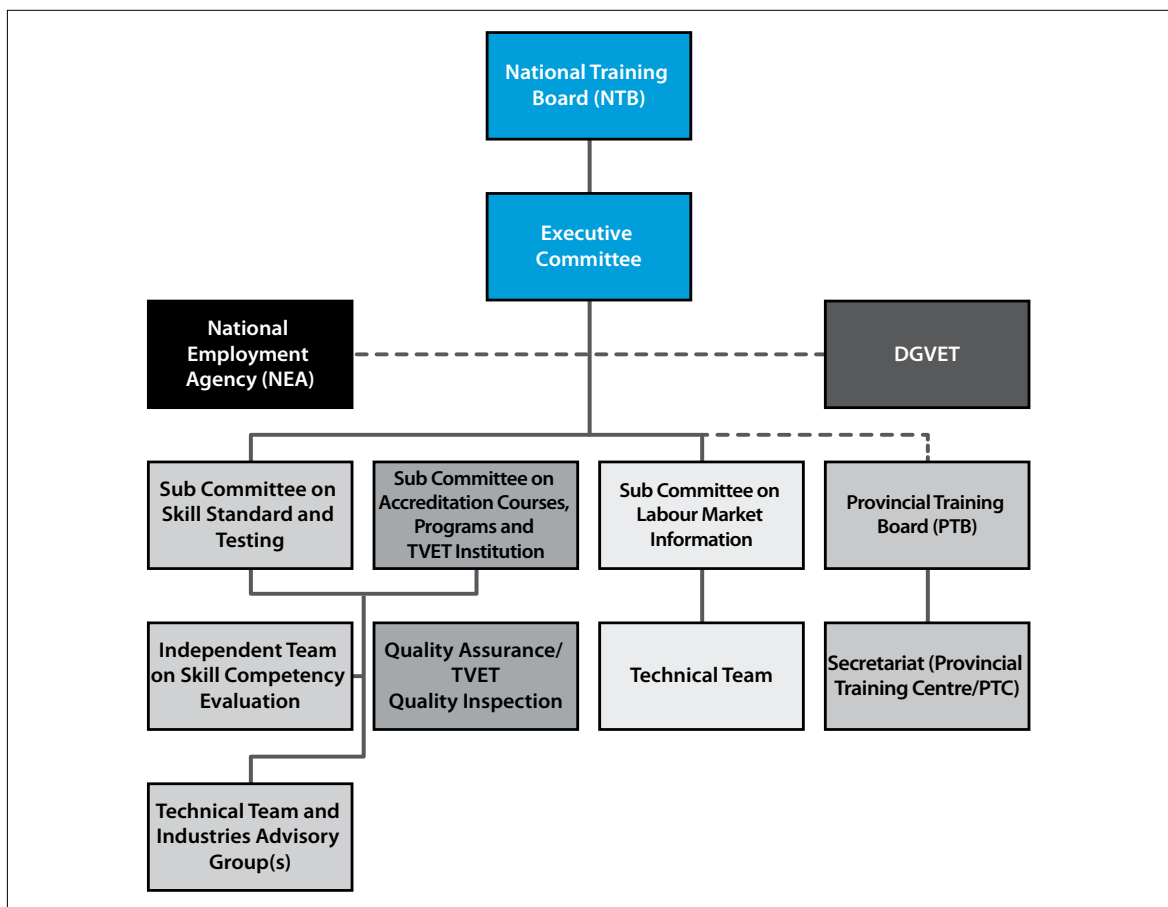 National Training
Board (NTB)
Executive
Committee
National
Employment
Agency (NEA)
DGVET
Sub Committee on
Skill Standard and
Testing
Sub Committee on
Accreditation Courses,
Programs and
TVET Institution
Sub Committee on
Labour Market
Information
Provincial Training
Board (PTB)
Independent Team
on Skill Competency
Evaluation
Quality Assurance/
TVET
Quality Inspection
Technical Team
Secretariat (Provincial
Training Centre/PTC)
Technical Team and
Industries Advisory
Group(s)